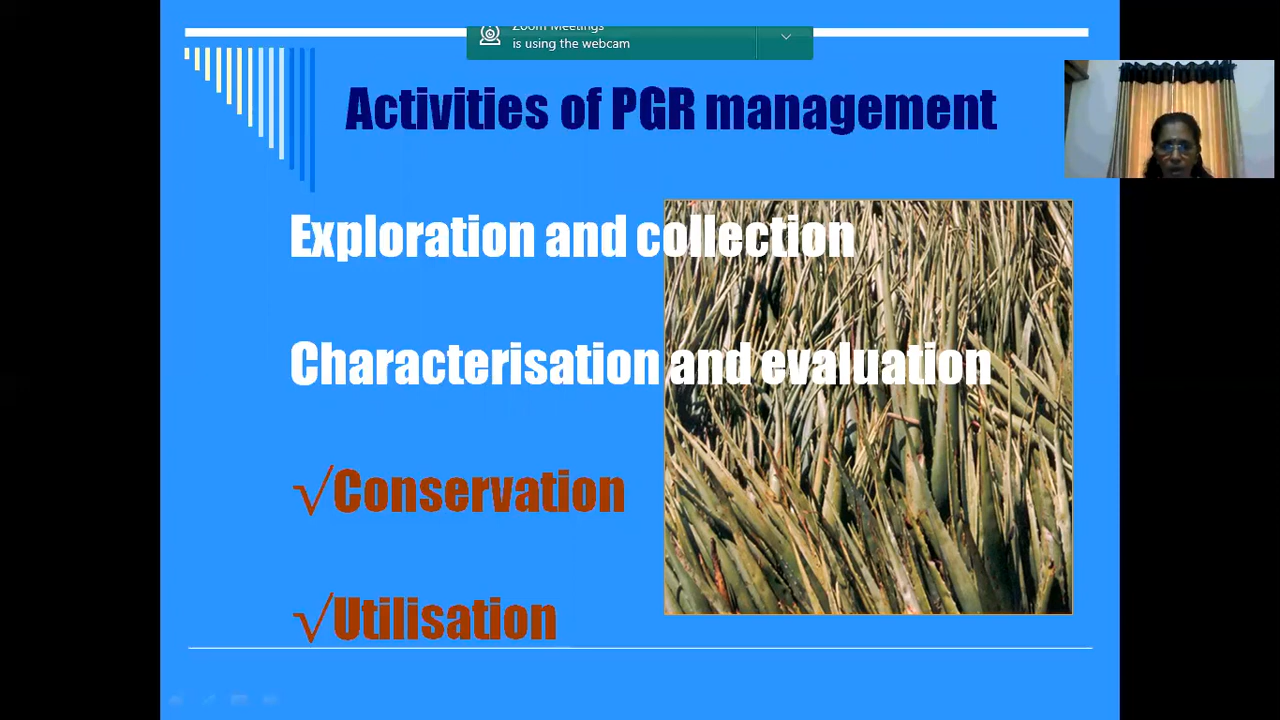 Zoom Meetings
is using the webcam
Activities of PGR management
Exploration and collection
Characterisation and evaluation
√Conservation
√Utilisation